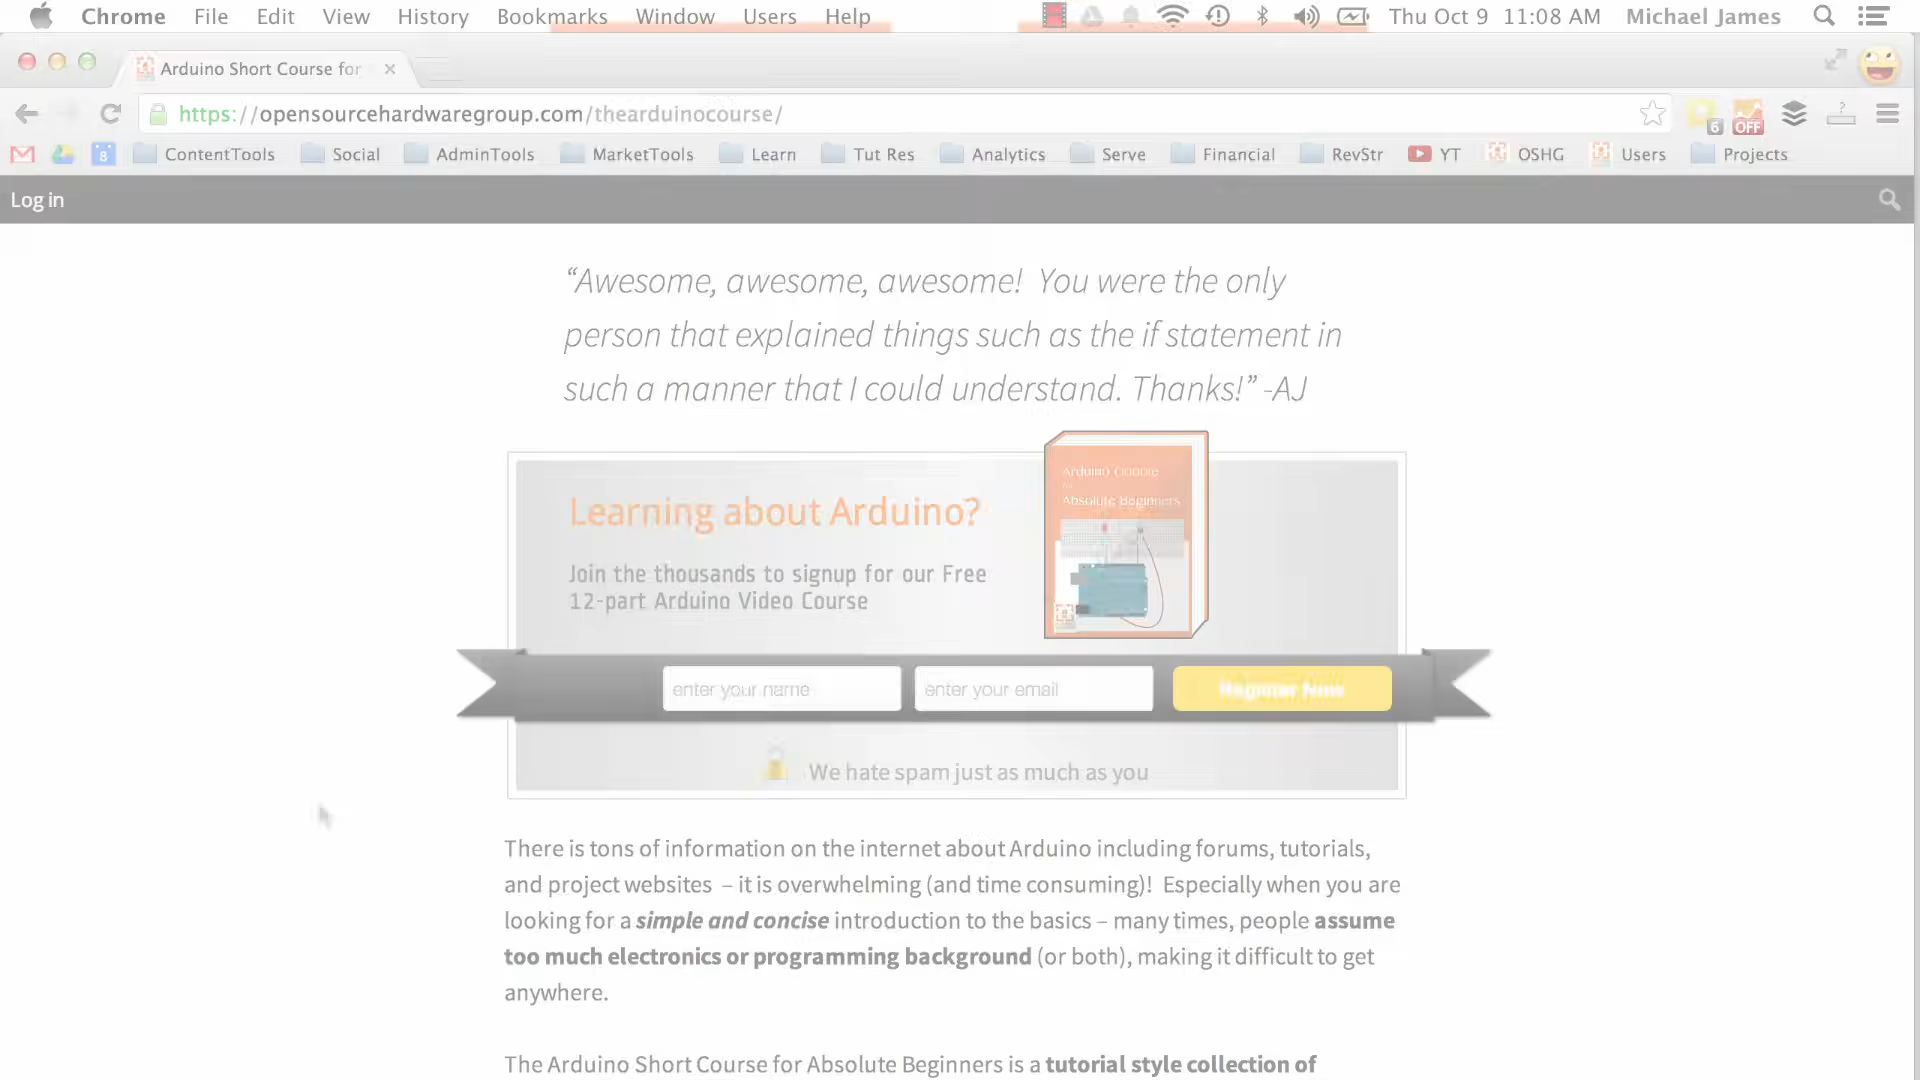 Chrome File Edit View History Bookmarks Window Users Help Thu Oct 9 11:08 AM Michael James
Arduino Short Course for
https://opensourcehardwaregroup.com/thearduinocourse/
6 OFF ?
8 ContentTools Social AdminTools MarketTools Learn Tut Res Analytics Serve Financial RevStr YT OSHG Users Projects
Log in
“Awesome, awesome, awesome! You were the only
person that explained things such as the if statement in
such a manner that I could understand. Thanks!” -AJ
Arduino Course
Absolute Beginners
Learning about Arduino?
Join the thousands to signup for our Free
12-part Arduino Video Course
enter your name enter your email Register Now
We hate spam just as much as you
There is tons of information on the internet about Arduino including forums, tutorials,
and project websites – it is overwhelming (and time consuming)! Especially when you are
looking for a simple and concise introduction to the basics – many times, people assume
too much electronics or programming background (or both), making it difficult to get
anywhere.
The Arduino Short Course for Absolute Beginners is a tutorial style collection of